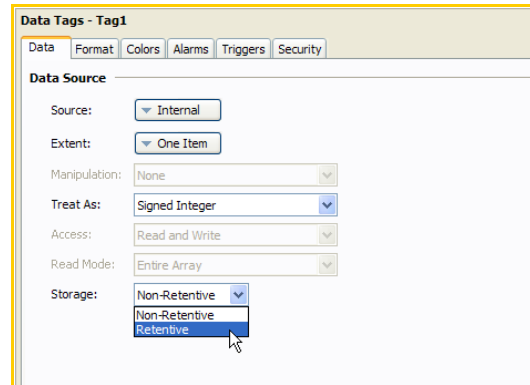 Data Tags - Tag1
Data Format Colors Alarms Triggers Security
Data Source
Source: Internal
Extent: One Item
Manipulation: None
Treat As: Signed Integer
Access: Read and Write
Read Mode: Entire Array
Storage: Non-Retentive
Non-Retentive
Retentive